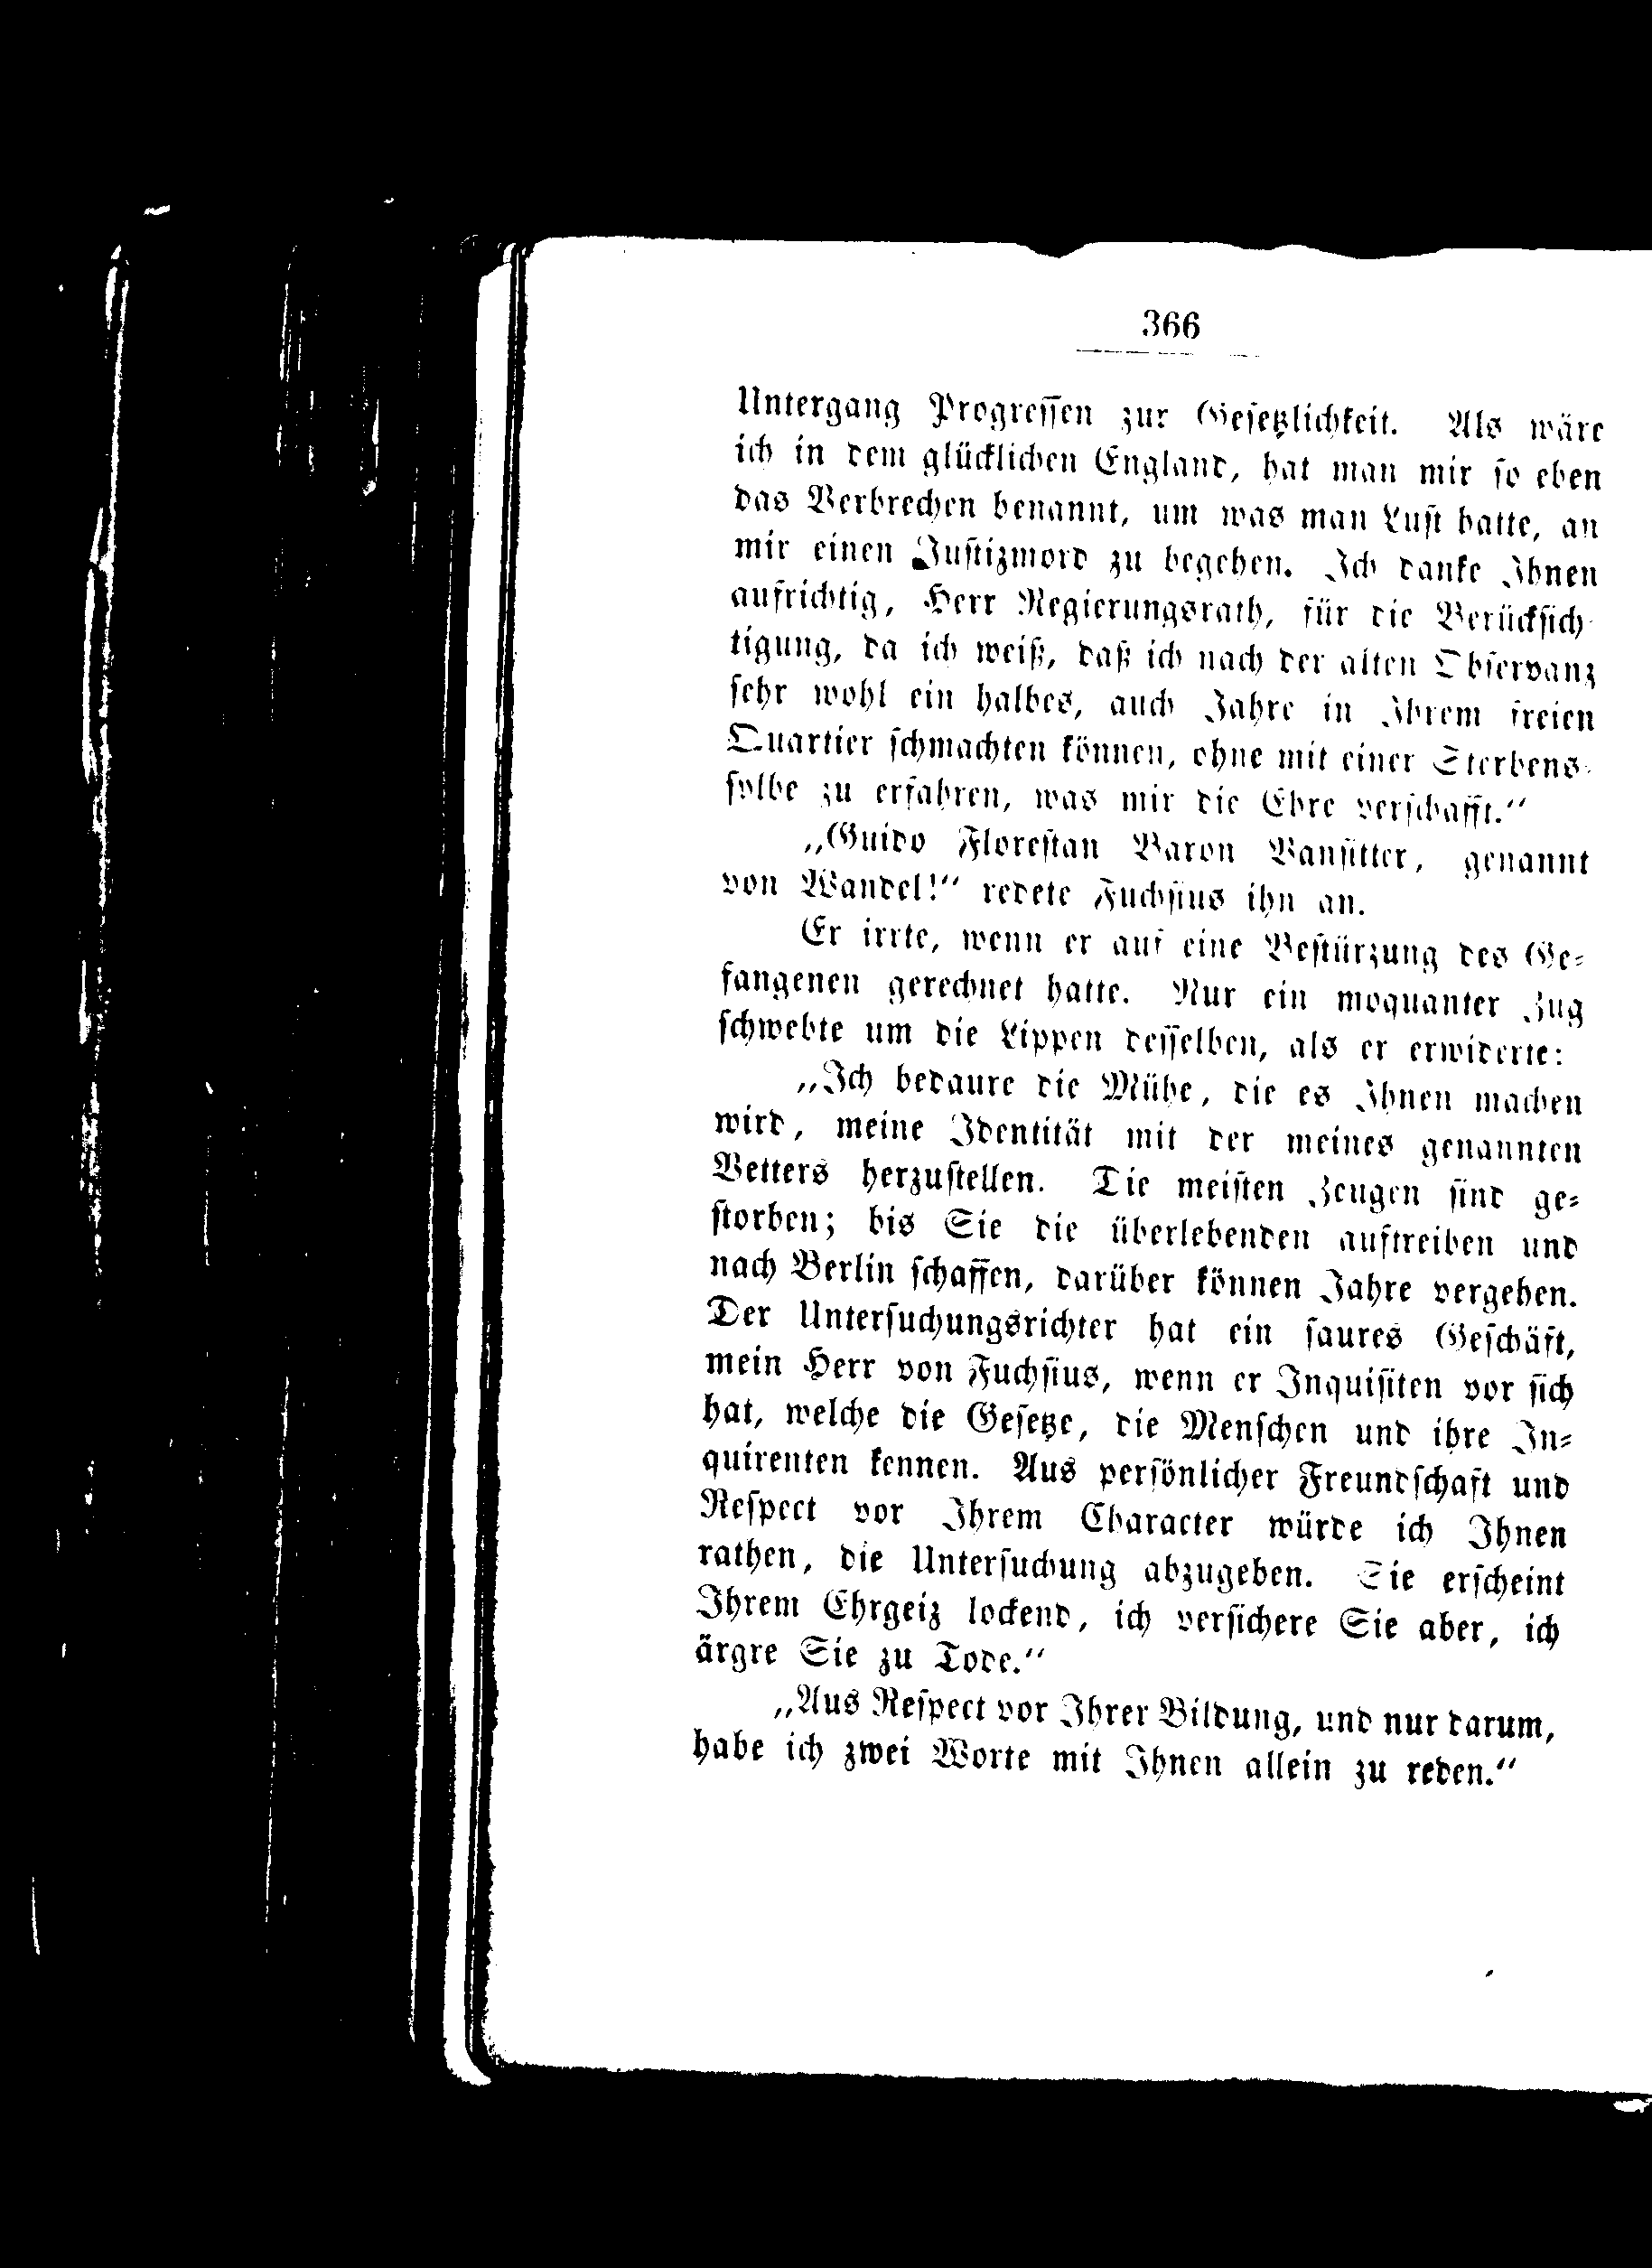 366
Untergang Progreſſen zur Geſetzlichkeit. Als wäre
ich in dem glücklichen England, hat man mir ſo eben
das Verbrechen benannt, um was man Luſt hatte, an
mir einen Juſtizmord zu begehen. Ich danke Ihnen
aufrichtig, Herr Regierungsrath, für die Berückſich-
tigung, da ich weiß, daß ich nach der alten Obſervanz
ſehr wohl ein halbes, auch Jahre in Ihrem freien
Quartier ſchmachten können, ohne mit einer Sterbens-
ſylbe zu erfahren, was mir die Ehre verſchafft.“
„Guido Floreſtan Baron Vanſitter, genannt
von Wandel!“ redete Fuchſius ihn an.
Er irrte, wenn er auf eine Beſtürzung des Ge-
fangenen gerechnet hatte. Nur ein moquanter Zug
ſchwebte um die Lippen deſſelben, als er erwiderte:
„Ich bedaure die Mühe, die es Ihnen machen
wird, meine Identität mit der meines genannten
Vetters herzuſtellen. Die meiſten Zeugen ſind ge-
ſtorben; bis Sie die überlebenden auftreiben und
nach Berlin ſchaffen, darüber können Jahre vergehen.
Der Unterſuchungsrichter hat ein ſaures Geſchäft,
mein Herr von Fuchſius, wenn er Inquiſiten vor ſich
hat, welche die Geſetze, die Menſchen und ihre In-
quirenten kennen. Aus perſönlicher Freundſchaft und
Reſpect vor Ihrem Character würde ich Ihnen
rathen, die Unterſuchung abzugeben. Sie erſcheint
Ihrem Ehrgeiz lockend, ich verſichere Sie aber, ich
ärgre Sie zu Tode.“
„Aus Reſpect vor Ihrer Bildung, und nur darum,
habe ich zwei Worte mit Ihnen allein zu reden.“